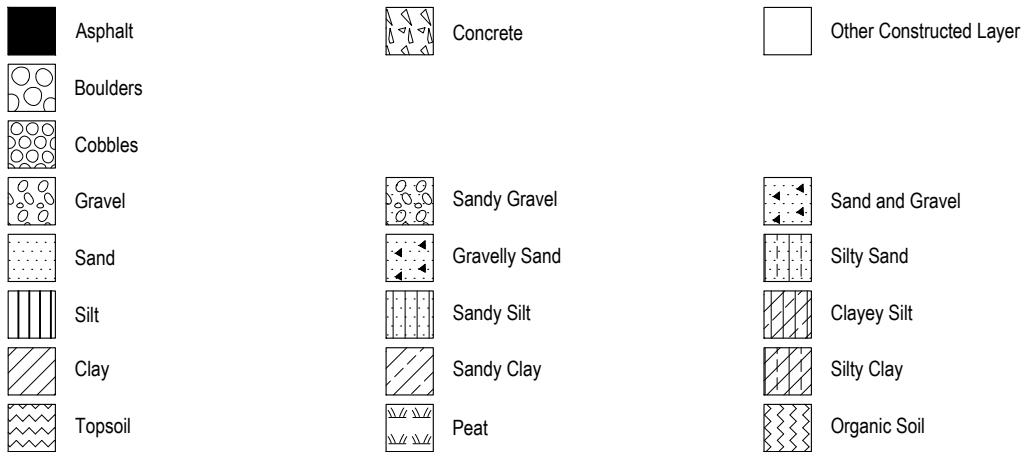 Asphalt
Concrete
Other Constructed Layer
Boulders
Cobbles
Gravel
Sandy Gravel
Sand and Gravel
Sand
Gravelly Sand
Silty Sand
Silt
Sandy Silt
Clayey Silt
Clay
Sandy Clay
Silty Clay
Topsoil
Peat
Organic Soil